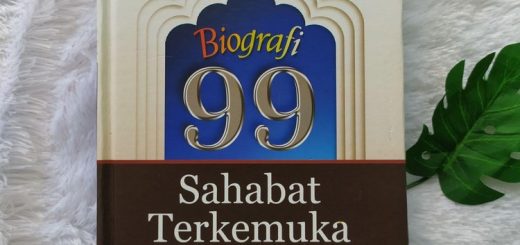 Biografi
99
Sahabat
Terkemuka